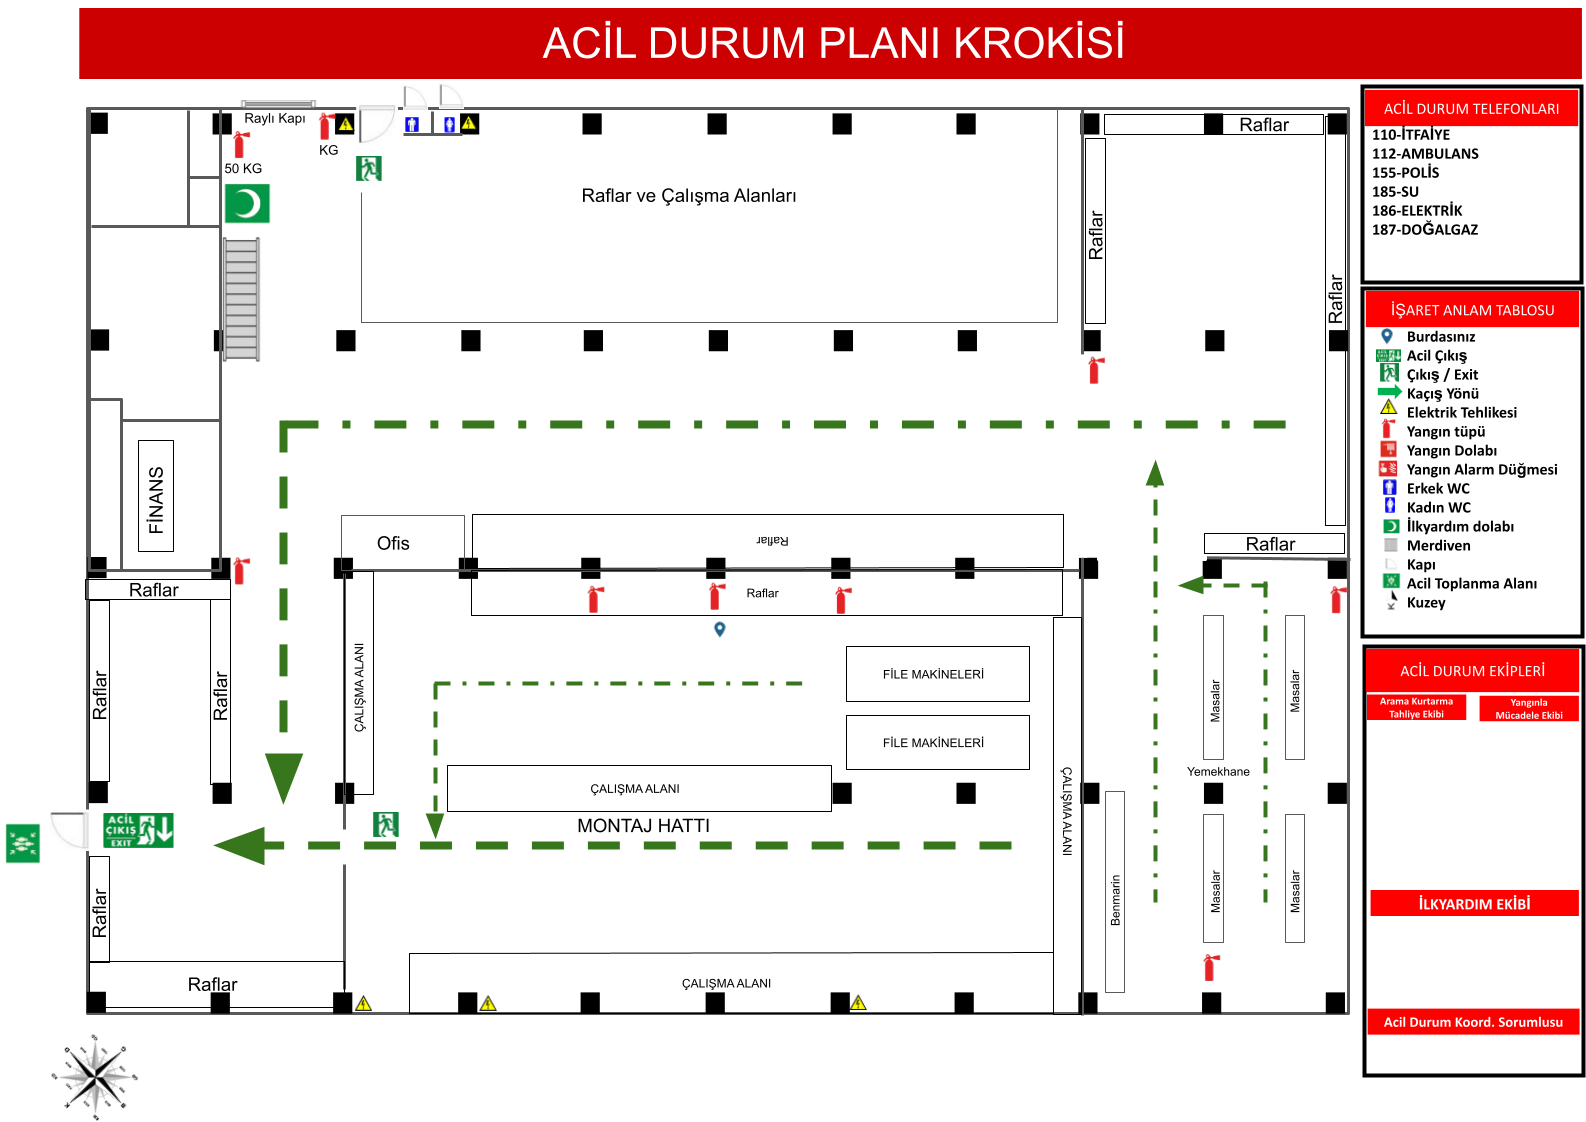 ACİL DURUM PLANI KROKİSİ
Raylı Kapı
KG
50 KG
Raflar ve Çalışma Alanları
Raflar
Raflar
Raflar
FİNANS
Ofis
Raflar
Raflar
Raflar
Raflar
Raflar
Raflar
ÇALIŞMA ALANI
FİLE MAKİNELERİ
FİLE MAKİNELERİ
Masalar
Masalar
Yemekhane
ÇALIŞMA ALANI
ÇALIŞMA ALANI
MONTAJ HATTI
ACİL
ÇIKIŞ
EXIT
Raflar
Benmarin
Masalar
Masalar
Raflar
ÇALIŞMA ALANI
ACİL DURUM TELEFONLARI
110-İTFAİYE
112-AMBULANS
155-POLİS
185-SU
186-ELEKTRİK
187-DOĞALGAZ
İŞARET ANLAM TABLOSU
Burdasınız
Acil Çıkış
Çıkış / Exit
Kaçış Yönü
Elektrik Tehlikesi
Yangın tüpü
Yangın Dolabı
Yangın Alarm Düğmesi
Erkek WC
Kadın WC
İlkyardım dolabı
Merdiven
Kapı
Acil Toplanma Alanı
Kuzey
ACİL DURUM EKİPLERİ
Arama Kurtarma
Tahliye Ekibi
Yangınla
Mücadele Ekibi
İLKYARDIM EKİBİ
Acil Durum Koord. Sorumlusu